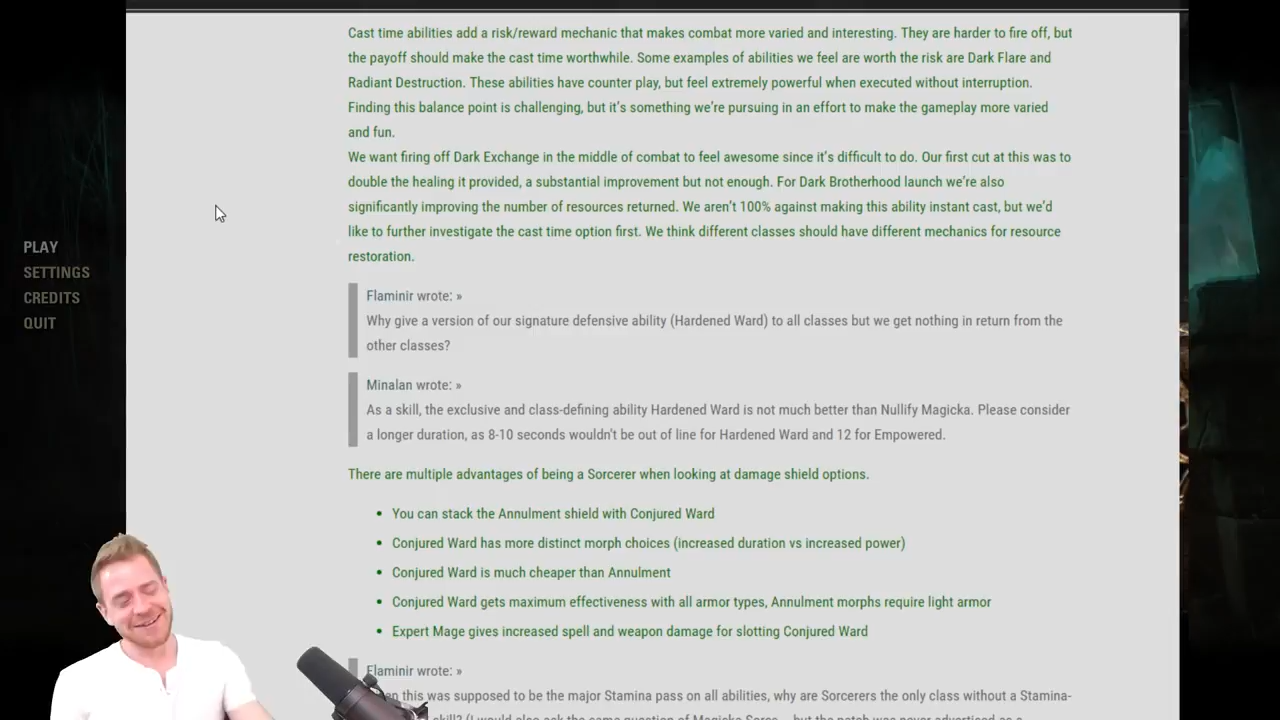 Cast time abilities add a risk/reward mechanic that makes combat more varied and interesting. They are harder to fire off, but
the payoff should make the cast time worthwhile. Some examples of abilities we feel are worth the risk are Dark Flare and
Radiant Destruction. These abilities have counter play, but feel extremely powerful when executed without interruption.
Finding this balance point is challenging, but it's something we're pursuing in an effort to make the gameplay more varied
and fun.
We want firing off Dark Exchange in the middle of combat to feel awesome since it's difficult to do. Our first cut at this was to
double the healing it provided, a substantial improvement but not enough. For Dark Brotherhood launch we're also
significantly improving the number of resources returned. We aren't 100% against making this ability instant cast, but we'd
like to further investigate the cast time option first. We think different classes should have different mechanics for resource
restoration.
PLAY
SETTINGS
CREDITS
QUIT
Flaminir wrote: »
Why give a version of our signature defensive ability (Hardened Ward) to all classes but we get nothing in return from the
other classes?
Minalan wrote: »
As a skill, the exclusive and class-defining ability Hardened Ward is not much better than Nullify Magicka. Please consider
a longer duration, as 8-10 seconds wouldn't be out of line for Hardened Ward and 12 for Empowered.
There are multiple advantages of being a Sorcerer when looking at damage shield options.
• You can stack the Annulment shield with Conjured Ward
• Conjured Ward has more distinct morph choices (increased duration vs increased power)
• Conjured Ward is much cheaper than Annulment
• Conjured Ward gets maximum effectiveness with all armor types, Annulment morphs require light armor
• Expert Mage gives increased spell and weapon damage for slotting Conjured Ward
Flaminir wrote: »
this was supposed to be the major Stamina pass on all abilities, why are Sorcerers the only class without a Stamina-